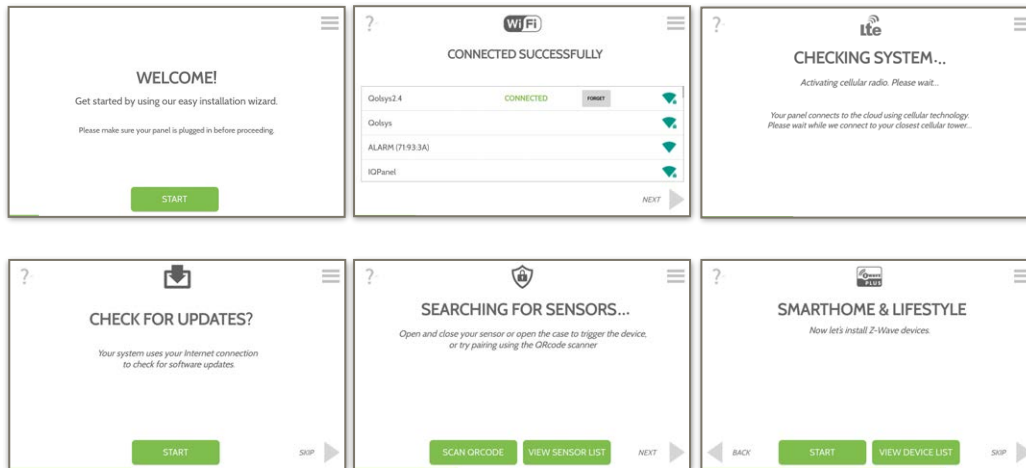 WELCOME!
Get started by using our easy installation wizard.
Please make sure your panel is plugged in before proceeding.
START
?
WiFi
CONNECTED SUCCESSFULLY
Qolsys2.4 CONNECTED FORGET
Qolsys
ALARM (71:93:3A)
IQPanel
NEXT
?
lte
CHECKING SYSTEM...
Activating cellular radio. Please wait...
Your panel connects to the cloud using cellular technology.
Please wait while we connect to your closest cellular tower...
?
CHECK FOR UPDATES?
Your system uses your Internet connection
to check for software updates.
START
SKIP
?
SEARCHING FOR SENSORS...
Open and close your sensor or open the case to trigger the device,
or try pairing using the QRcode scanner
SCAN QRCODE
VIEW SENSOR LIST
NEXT
?
Z WAVE
PLUS
SMARTHOME & LIFESTYLE
Now let's install Z-Wave devices.
BACK
START
VIEW DEVICE LIST
SKIP